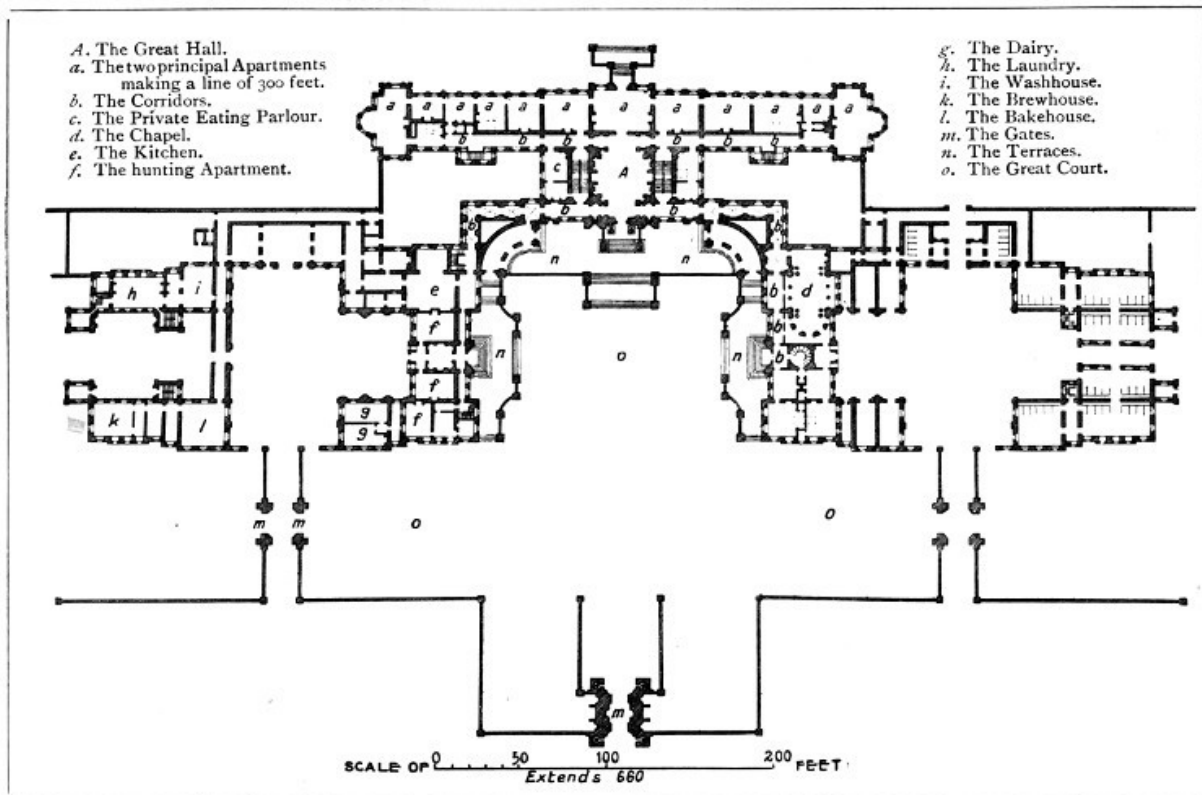 A. The Great Hall.
a. The two principal Apartments
making a line of 300 feet.
b. The Corridors.
c. The Private Eating Parlour.
d. The Chapel.
e. The Kitchen.
f. The hunting Apartment.
g. The Dairy.
h. The Laundry.
i. The Washhouse.
k. The Brewhouse.
l. The Bakehouse.
m. The Gates.
n. The Terraces.
o. The Great Court.
a a a a a a a a a a a
b b b b b b
c A
b b
b b
n n n
h i e b d
f b
n o n b
f
k l g f
g
m m o o
m
SCALE OF 0 50 100 200 FEET
Extends 660